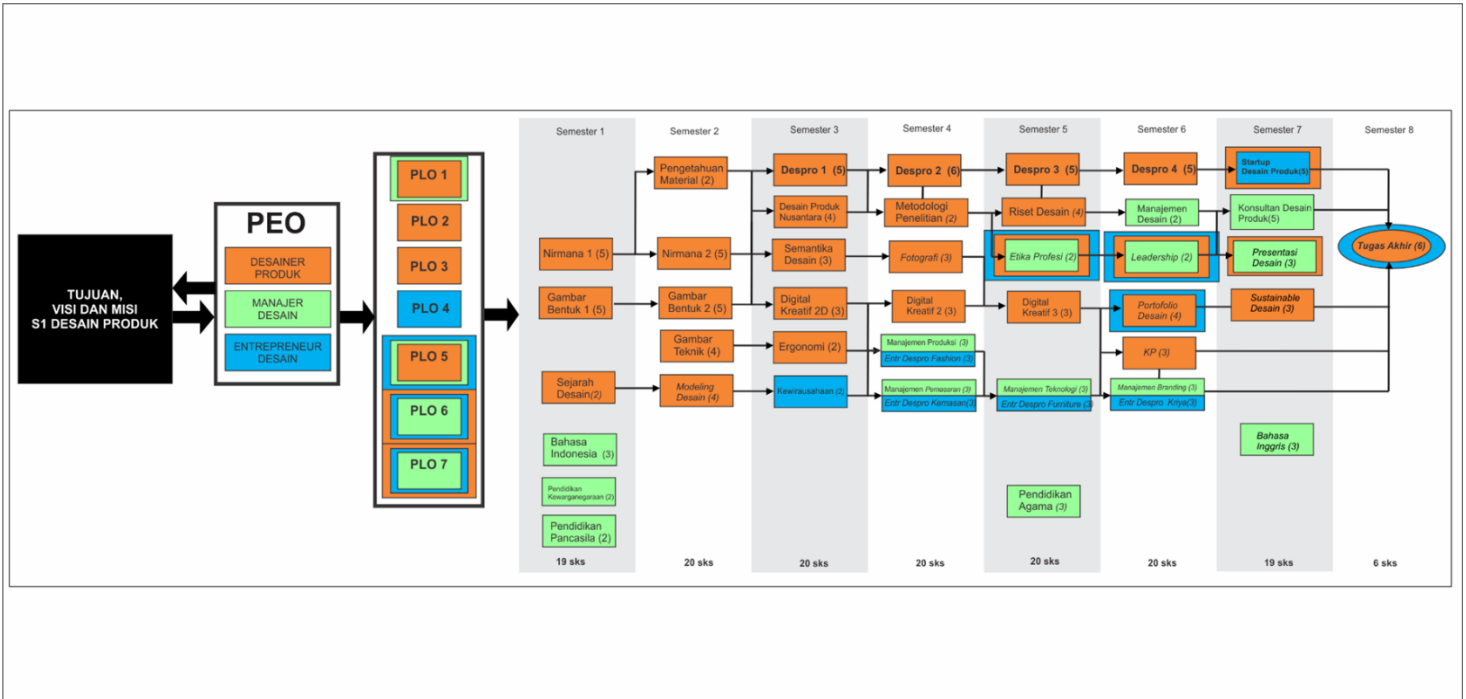 TUJUAN,
VISI DAN MISI
S1 DESAIN PRODUK
PEO
DESAINER
PRODUK
MANAJER
DESAIN
ENTREPRENEUR
DESAIN
PLO 1
PLO 2
PLO 3
PLO 4
PLO 5
PLO 6
PLO 7
Semester 1
Nirmana 1 (5)
Gambar
Bentuk 1 (5)
Sejarah
Desain(2)
Bahasa
Indonesia (3)
Pendidikan
Kewarganegaraan (2)
Pendidikan
Pancasila (2)
19 sks
Semester 2
Pengetahuan
Material (2)
Nirmana 2 (5)
Gambar
Bentuk 2 (5)
Gambar
Teknik (4)
Modeling
Desain (4)
20 sks
Semester 3
Despro 1 (5)
Desain Produk
Nusantara (4)
Semantika
Desain (3)
Digital
Kreatif 2D (3)
Ergonomi (2)
Kewirausahaan (2)
20 sks
Semester 4
Despro 2 (6)
Metodologi
Penelitian (2)
Fotografi (3)
Digital
Kreatif 2 (3)
Manajemen Produksi (3)
Entr Despro Fashion (3)
Manajemen Pemasaran (3)
Entr Despro Kemasan(3)
20 sks
Semester 5
Despro 3 (5)
Riset Desain (4)
Etika Profesi (2)
Digital
Kreatif 3 (3)
Manajemen Teknologi (3)
Entr Despro Furniture (3)
Pendidikan
Agama (3)
20 sks
Semester 6
Despro 4 (5)
Manajemen
Desain (2)
Leadership (2)
Portofolio
Desain (4)
KP (3)
Manajemen Branding (3)
Entr Despro Kriya(3)
20 sks
Semester 7
Startup
Desain Produk(5)
Konsultan Desain
Produk(5)
Presentasi
Desain (3)
Sustainable
Desain (3)
Bahasa
Inggris (3)
19 sks
Semester 8
Tugas Akhir (6)
6 sks